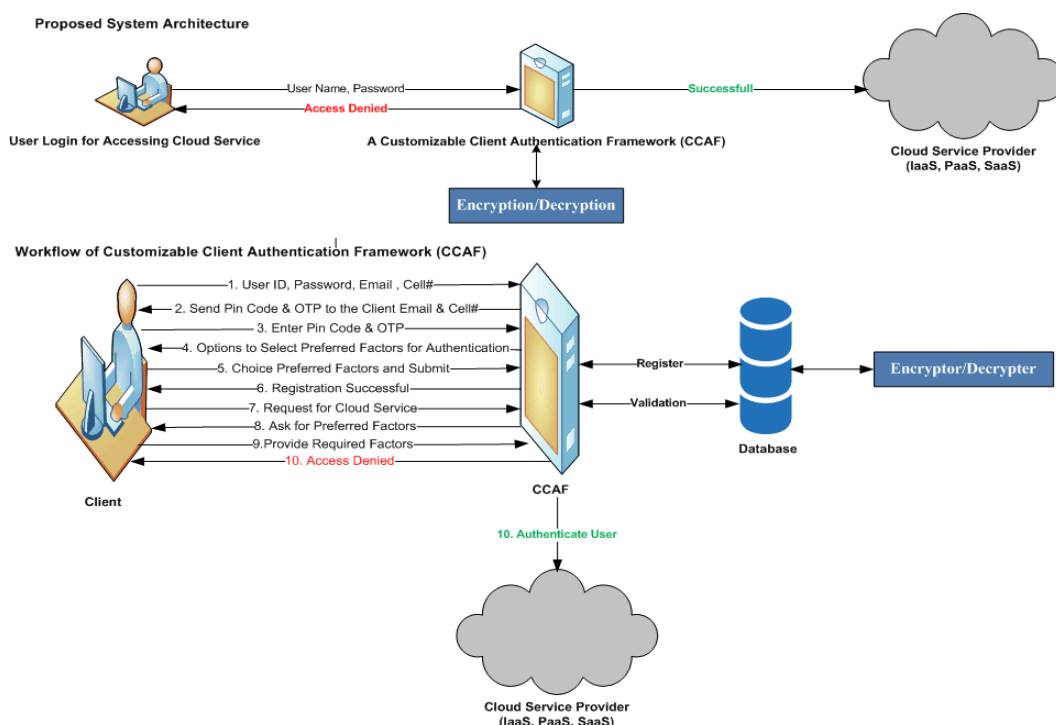 Proposed System Architecture
User Name, Password
Access Denied
Successfull
User Login for Accessing Cloud Service
A Customizable Client Authentication Framework (CCAF)
Cloud Service Provider
(IaaS, PaaS, SaaS)
Encryption/Decryption
Workflow of Customizable Client Authentication Framework (CCAF)
1. User ID, Password, Email , Cell#
2. Send Pin Code & OTP to the Client Email & Cell#
3. Enter Pin Code & OTP
4. Options to Select Preferred Factors for Authentication
5. Choice Preferred Factors and Submit
6. Registration Successful
7. Request for Cloud Service
8. Ask for Preferred Factors
9.Provide Required Factors
10. Access Denied
Register
Validation
Encryptor/Decrypter
Database
Client
CCAF
10. Authenticate User
Cloud Service Provider
(IaaS, PaaS, SaaS)